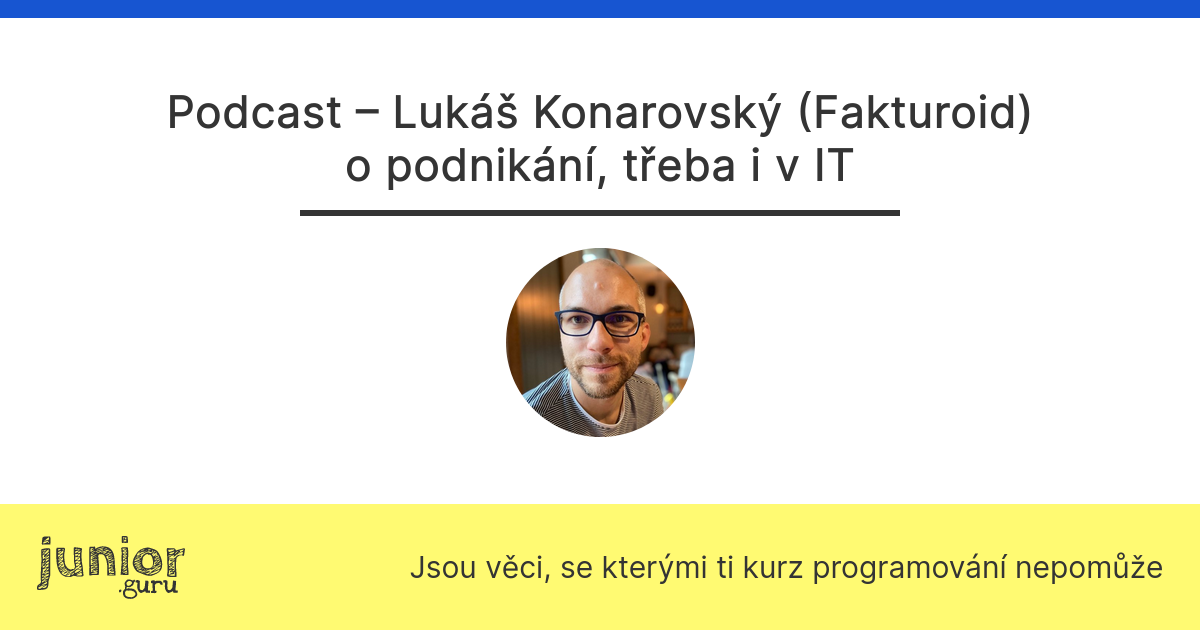 Podcast – Lukáš Konarovský (Fakturoid)
o podnikání, třeba i v IT
junior
.guru
Jsou věci, se kterými ti kurz programování nepomůže